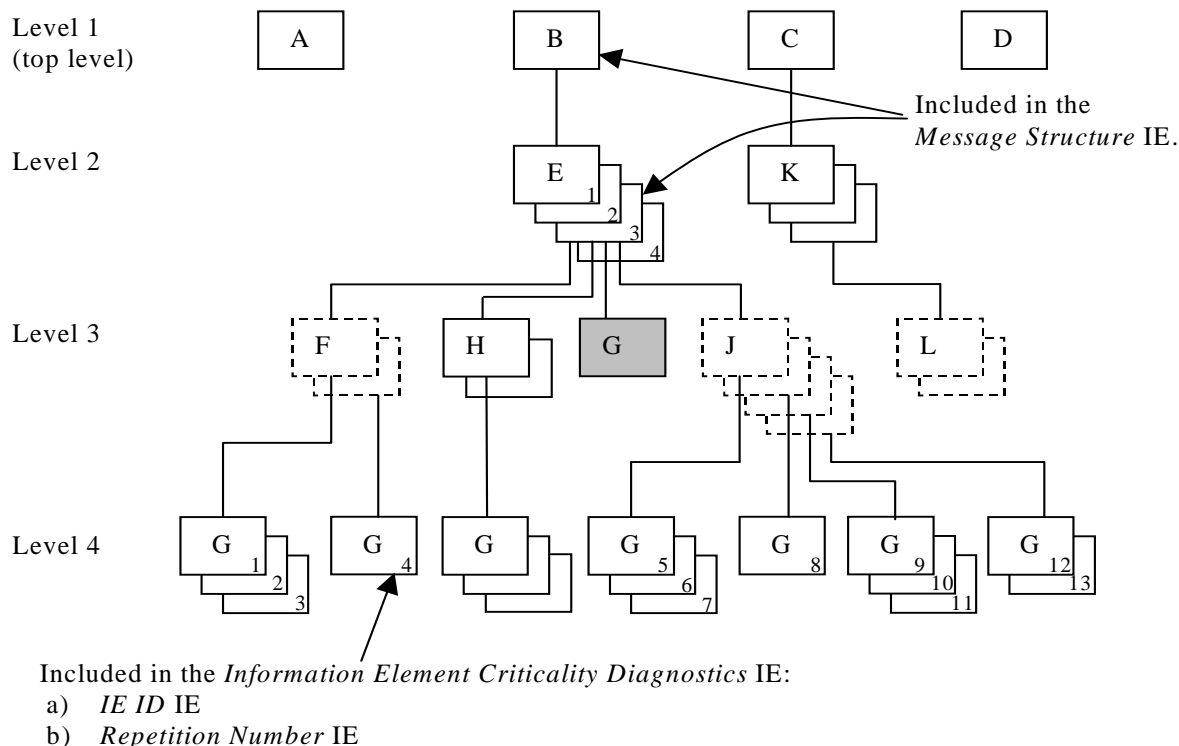 Level 1
(top level)
A
B
C
D
Included in the
Message Structure IE.
Level 2
E
1
2
3
4
K
Level 3
F
H
G
J
L
Level 4
G
1
2
3
G
4
G
G
5
6
7
G
8
G
9
10
11
G
12
13
Included in the Information Element Criticality Diagnostics IE:
a) IE ID IE
b) Repetition Number IE